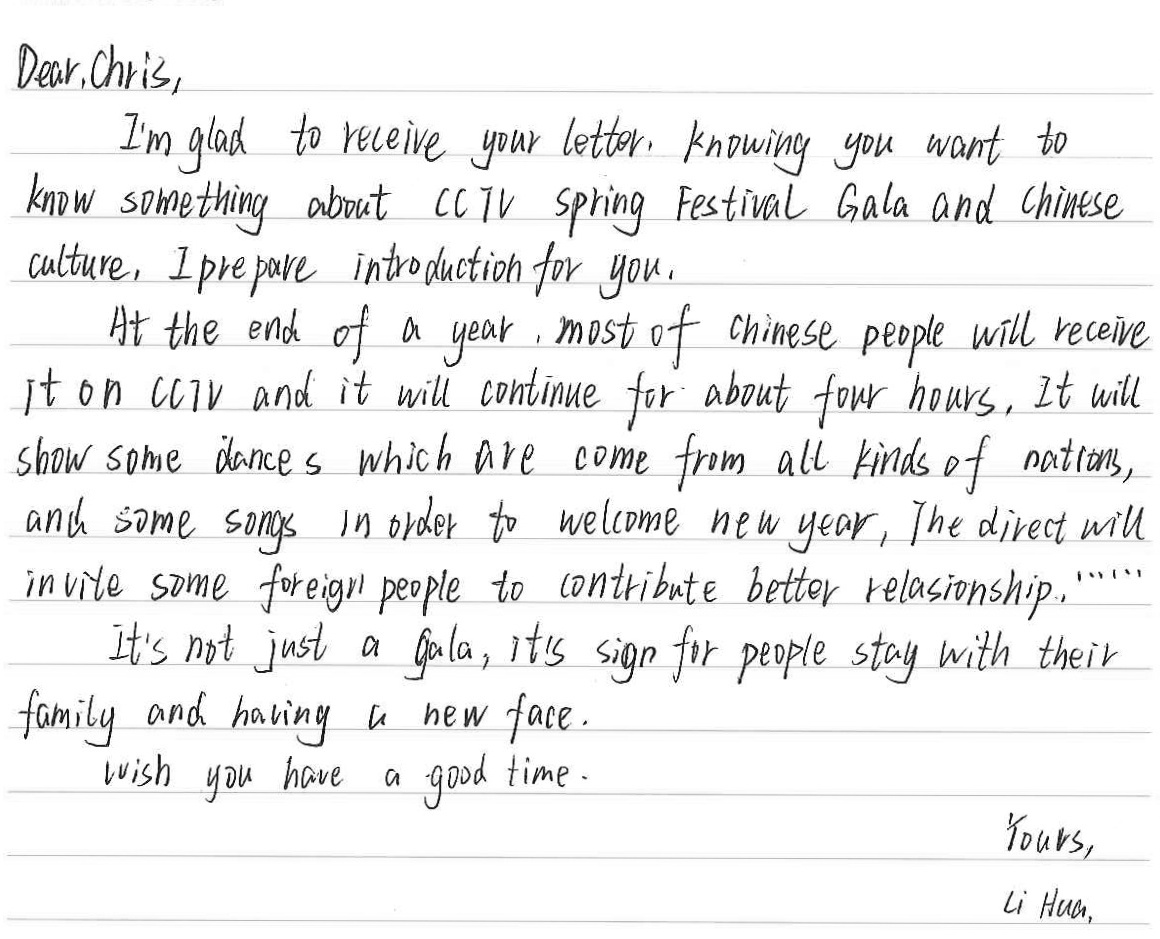 Dear, Chris,
I'm glad to receive your letter. Knowing you want to
know something about CCTV Spring Festival Gala and Chinese
culture, I prepare introduction for you.
At the end of a year, most of Chinese people will receive
it on CCTV and it will continue for about four hours. It will
show some dances which are come from all kinds of nations,
and some songs in order to welcome new year, The direct will
invite some foreign people to contribute better relasionship. ······
It's not just a gala, it's sign for people stay with their
family and having a new face.
Wish you have a good time.
Yours,
Li Hua.